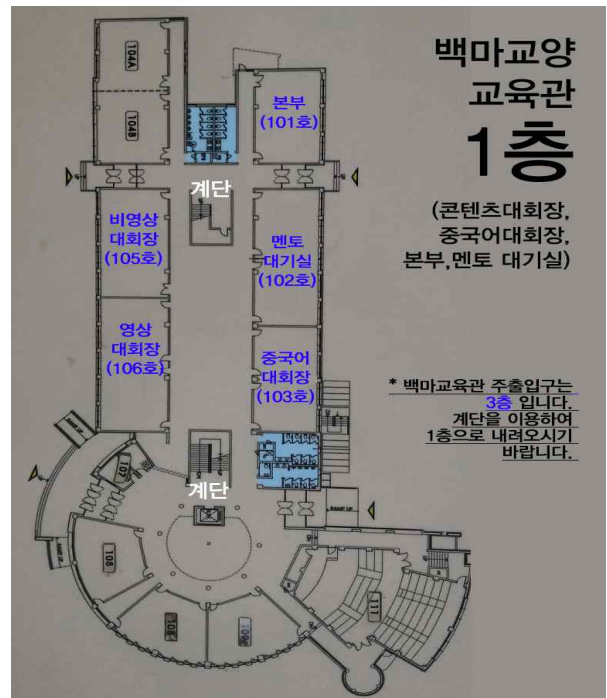 백마교양
교육관
1층
(콘텐츠대회장,
중국어대회장,
본부,멘토 대기실)
* 백마교육관 주출입구는
3층 입니다.
계단을 이용하여
1층으로 내려오시기
바랍니다.
104A
104B
본부
(101호)
계단
비영상
대회장
(105호)
멘토
대기실
(102호)
영상
대회장
(106호)
중국어
대회장
(103호)
계단
107
108
111
RAMP UP